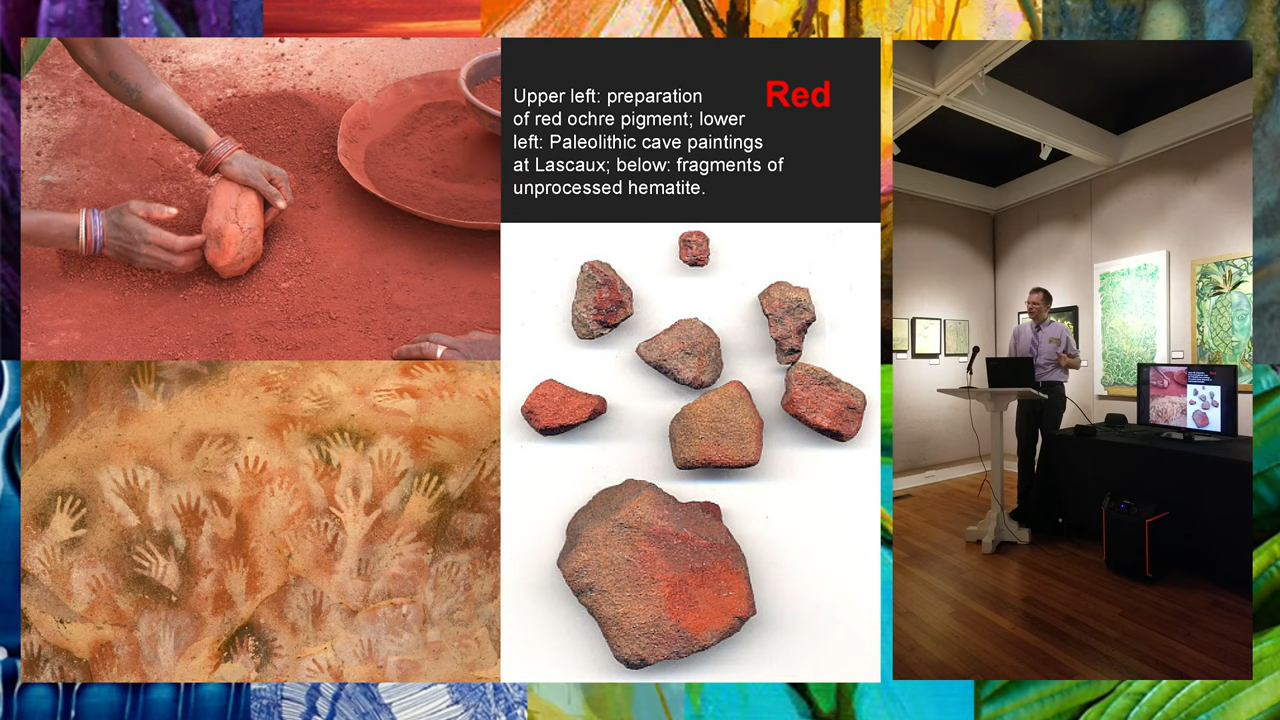 Red
Upper left: preparation
of red ochre pigment; lower
left: Paleolithic cave paintings
at Lascaux; below: fragments of
unprocessed hematite.